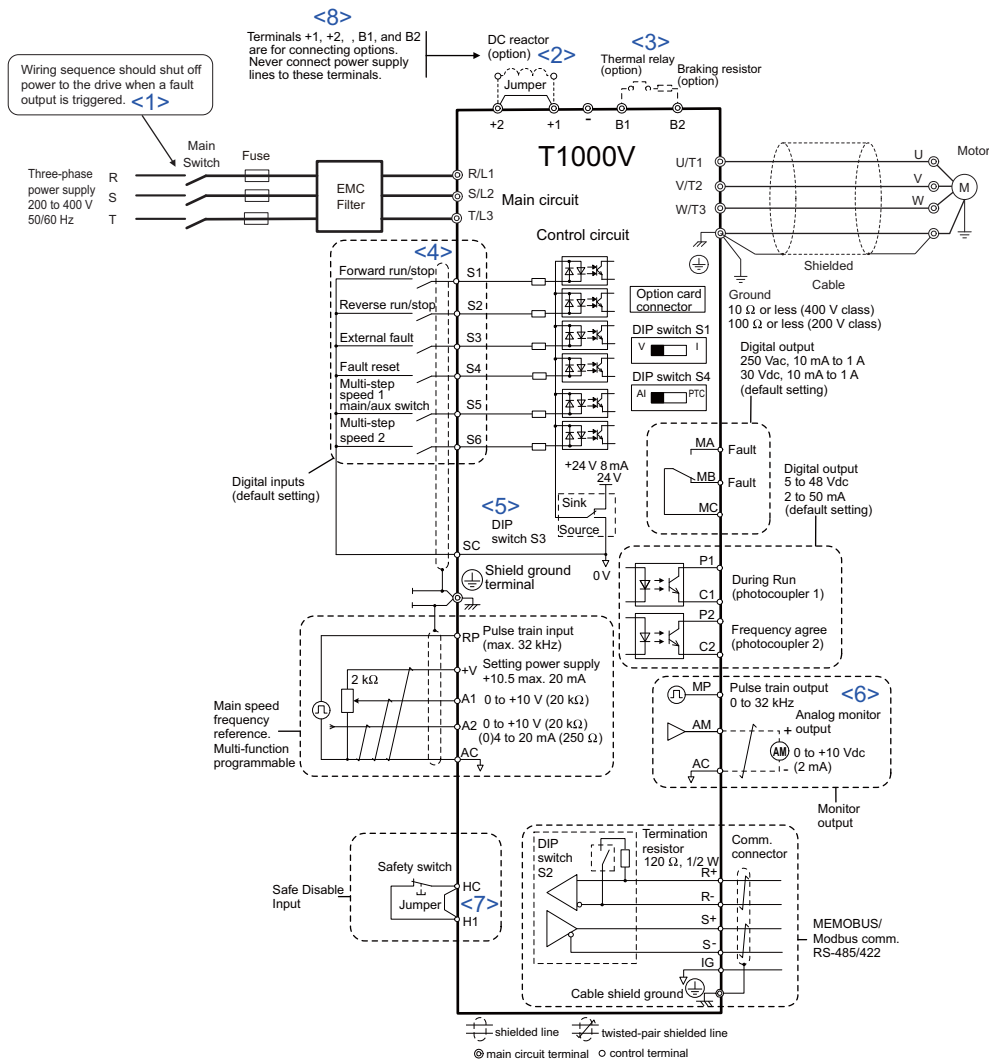 <8>
Terminals +1, +2, , B1, and B2
are for connecting options.
Never connect power supply
lines to these terminals.
DC reactor
(option) <2>
Jumper
<3>
Thermal relay
(option)
Braking resistor
(option)
Wiring sequence should shut off
power to the drive when a fault
output is triggered. <1>
+2
+1
-
B1
B2
T1000V
Main
Switch
Fuse
Three-phase
power supply
200 to 400 V
50/60 Hz
R
S
T
EMC
Filter
R/L1
S/L2
T/L3
Main circuit
Control circuit
U/T1
V/T2
W/T3
U
V
W
Motor
M
Shielded
Cable
Ground
10 Ω or less (400 V class)
100 Ω or less (200 V class)
<4>
Forward run/stop
S1
Reverse run/stop
S2
External fault
S3
Fault reset
S4
Multi-step
speed 1
main/aux switch
S5
Multi-step
speed 2
S6
Digital inputs
(default setting)
Option card
connector
DIP switch S1
V
I
DIP switch S4
AI
PTC
Digital output
250 Vac, 10 mA to 1 A
30 Vdc, 10 mA to 1 A
(default setting)
MA
Fault
MB
Fault
MC
+24 V 8 mA
24 V
Sink
Source
0 V
<5>
DIP
switch S3
SC
Shield ground
terminal
Digital output
5 to 48 Vdc
2 to 50 mA
(default setting)
P1
C1
During Run
(photocoupler 1)
P2
C2
Frequency agree
(photocoupler 2)
Main speed
frequency
reference.
Multi-function
programmable
2 kΩ
RP
Pulse train input
(max. 32 kHz)
+V
Setting power supply
+10.5 max. 20 mA
A1
0 to +10 V (20 kΩ)
A2
0 to +10 V (20 kΩ)
(0)4 to 20 mA (250 Ω)
AC
MP
Pulse train output
0 to 32 kHz
<6>
AM
Analog monitor
output
+
AM
0 to +10 Vdc
(2 mA)
-
AC
Monitor
output
Safe Disable
Input
Safety switch
Jumper
HC
<7>
H1
DIP
switch
S2
Termination
resistor
120 Ω, 1/2 W
Comm.
connector
R+
R-
S+
S-
IG
Cable shield ground
MEMOBUS/
Modbus comm.
RS-485/422
shielded line
twisted-pair shielded line
main circuit terminal
control terminal